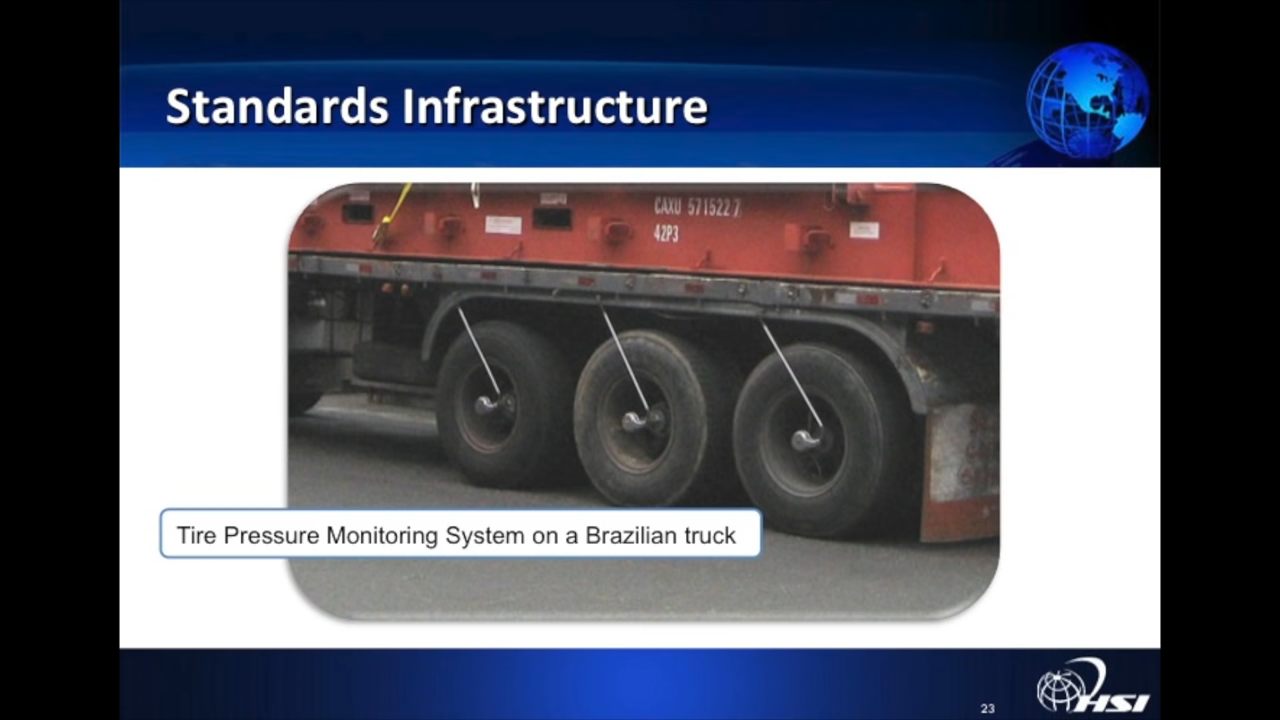 Standards Infrastructure
CAXU 571522 7
42P3
Tire Pressure Monitoring System on a Brazilian truck
23
HSI